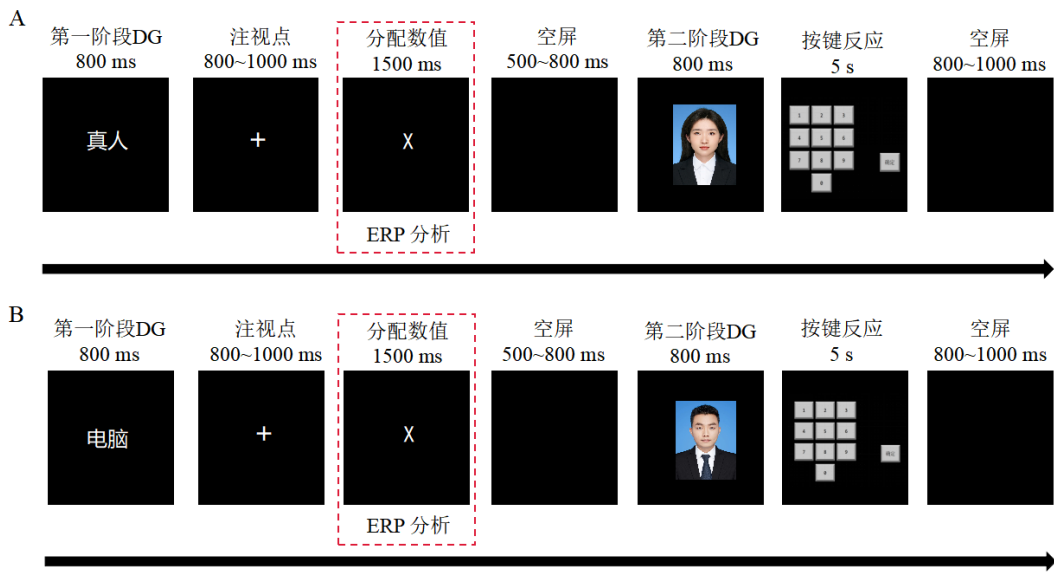 A
第一阶段DG 注视点 分配数值 空屏 第二阶段DG 按键反应 空屏
800 ms 800~1000 ms 1500 ms 500~800 ms 800 ms 5 s 800~1000 ms
真人 + X
1 2 3
4 5 6
7 8 9 确定
0
ERP 分析
B
第一阶段DG 注视点 分配数值 空屏 第二阶段DG 按键反应 空屏
800 ms 800~1000 ms 1500 ms 500~800 ms 800 ms 5 s 800~1000 ms
电脑 + X
1 2 3
4 5 6
7 8 9 确定
0
ERP 分析